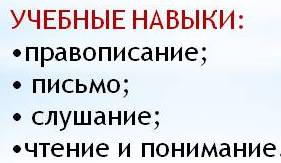 УЧЕБНЫЕ НАВЫКИ:
•правописание;
• письмо;
• слушание;
•чтение и понимание.